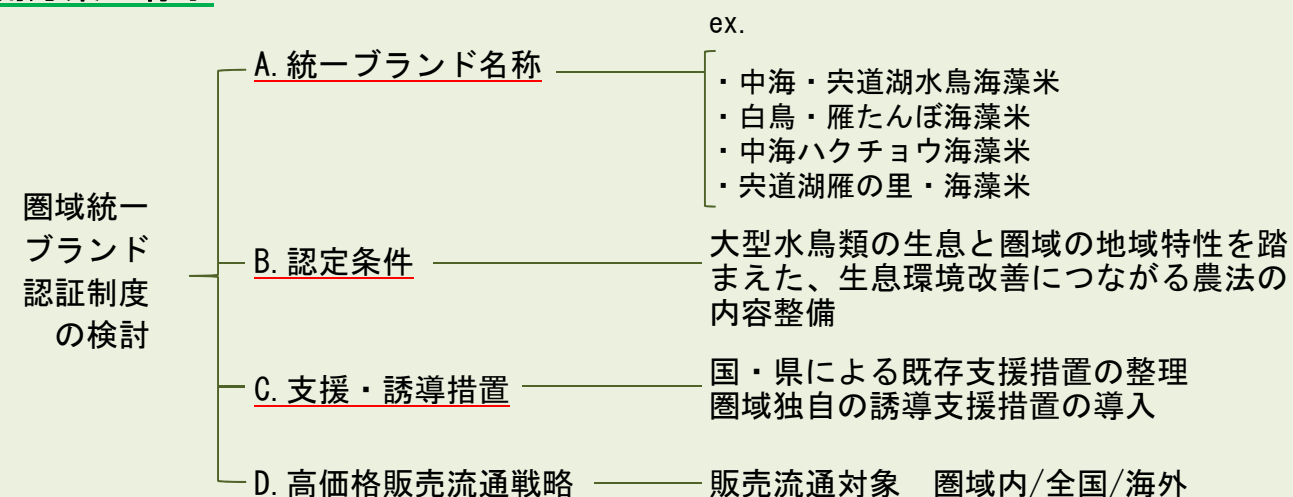 ex.
A.統一ブランド名称
・中海・宍道湖水鳥海藻米
・白鳥・雁たんぼ海藻米
・中海ハクチョウ海藻米
・宍道湖雁の里・海藻米
圏域統一
ブランド
認証制度
の検討
B.認定条件
大型水鳥類の生息と圏域の地域特性を踏
まえた、生息環境改善につながる農法の
内容整備
C.支援・誘導措置
国・県による既存支援措置の整理
圏域独自の誘導支援措置の導入
D.高価格販売流通戦略
販売流通対象　圏域内/全国/海外